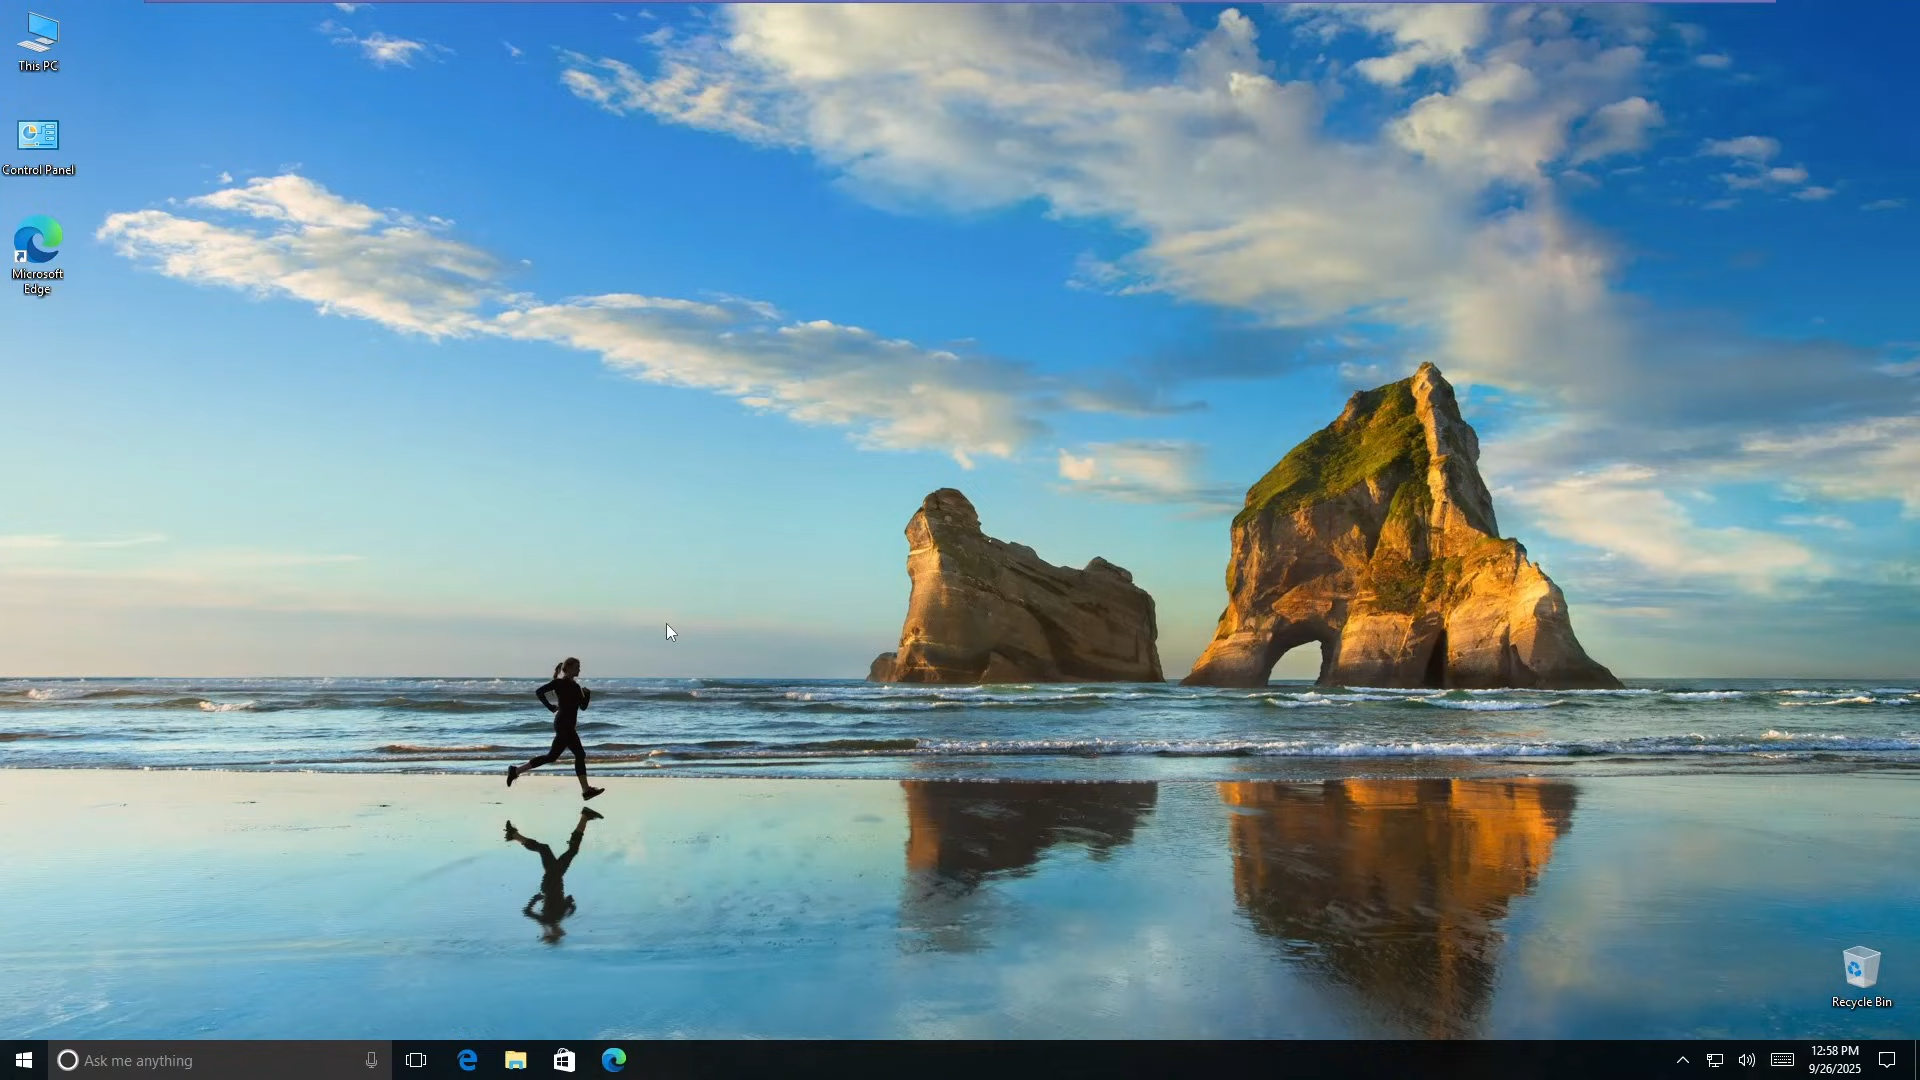 This PC
Control Panel
Microsoft
Edge
Recycle Bin
Ask me anything
12:58 PM
9/26/2025